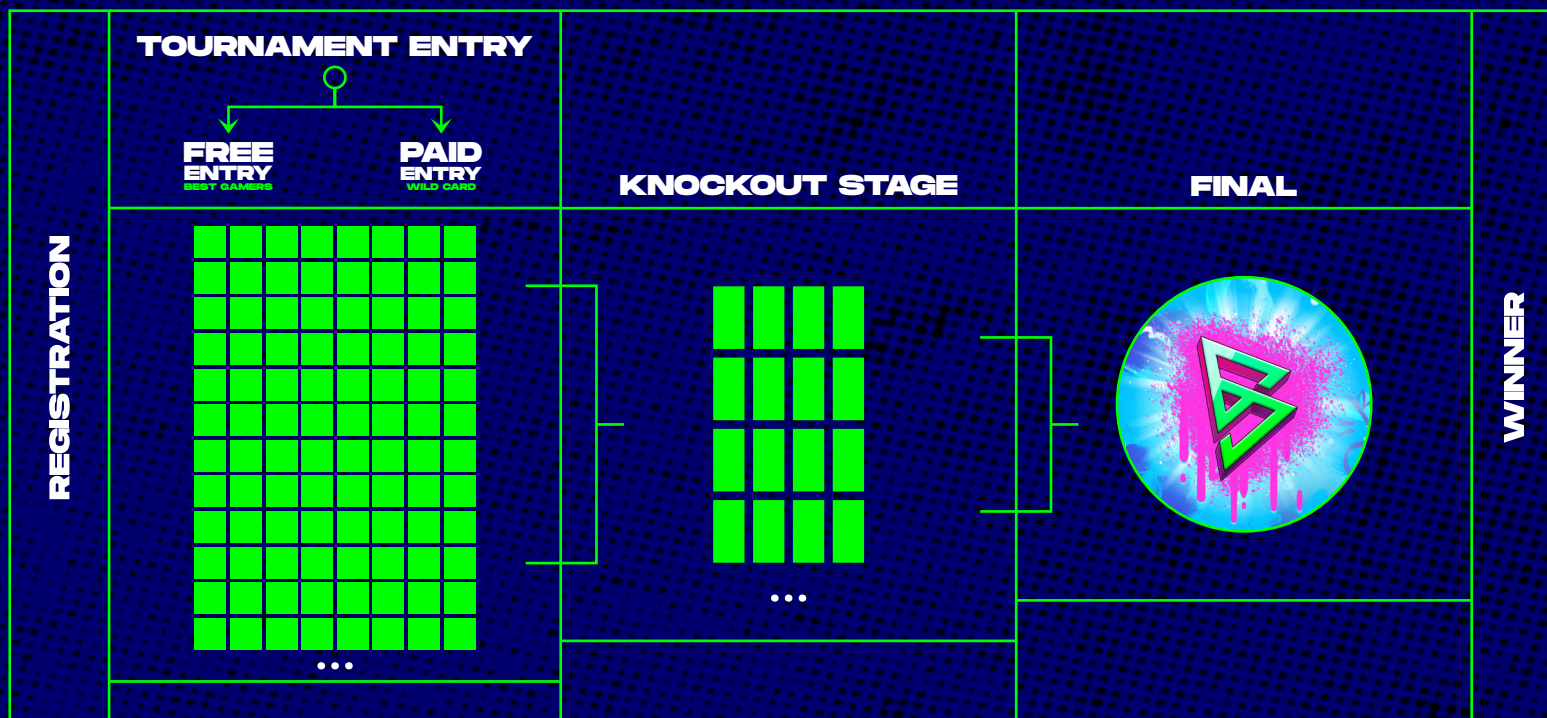 REGISTRATION
TOURNAMENT ENTRY
FREE
ENTRY
BEST GAMERS
PAID
ENTRY
WILD CARD
...
KNOCKOUT STAGE
...
FINAL
WINNER